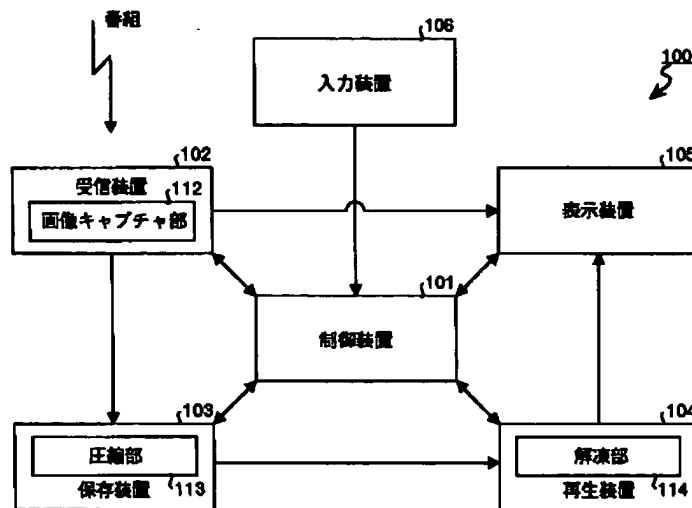 番組
106
入力装置
100
102
受信装置
112
画像キャプチャ部
105
表示装置
101
制御装置
103
圧縮部
保存装置
113
104
解凍部
再生装置
114